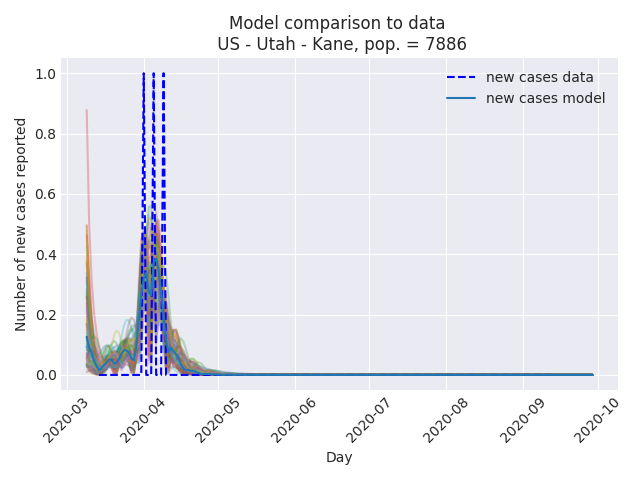 Model comparison to data
US - Utah - Kane, pop. = 7886
new cases data
new cases model
Number of new cases reported
1.0
0.8
0.6
0.4
0.2
0.0
2020-03
2020-04
2020-05
2020-06
2020-07
2020-08
2020-09
2020-10
Day